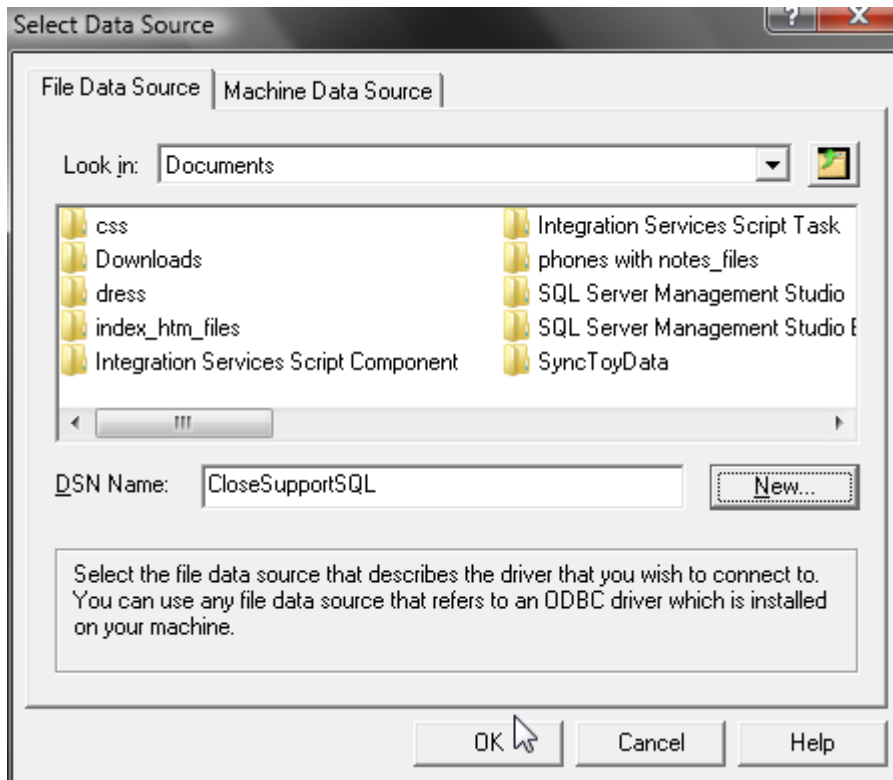 Select Data Source
?
X
File Data Source
Machine Data Source
Look in:
Documents
css
Downloads
dress
index_htm_files
Integration Services Script Component
Integration Services Script Task
phones with notes_files
SQL Server Management Studio
SQL Server Management Studio E
SyncToyData
DSN Name:
CloseSupportSQL
New...
Select the file data source that describes the driver that you wish to connect to.
You can use any file data source that refers to an ODBC driver which is installed
on your machine.
OK
Cancel
Help